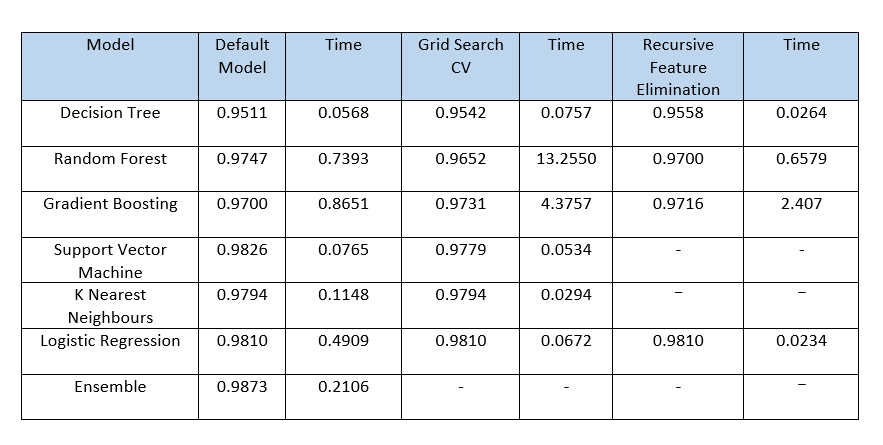 Model Default Model Time Grid Search CV Time Recursive Feature Elimination Time
Decision Tree 0.9511 0.0568 0.9542 0.0757 0.9558 0.0264
Random Forest 0.9747 0.7393 0.9652 13.2550 0.9700 0.6579
Gradient Boosting 0.9700 0.8651 0.9731 4.3757 0.9716 2.407
Support Vector Machine 0.9826 0.0765 0.9779 0.0534 - -
K Nearest Neighbours 0.9794 0.1148 0.9794 0.0294 – –
Logistic Regression 0.9810 0.4909 0.9810 0.0672 0.9810 0.0234
Ensemble 0.9873 0.2106 - - - –